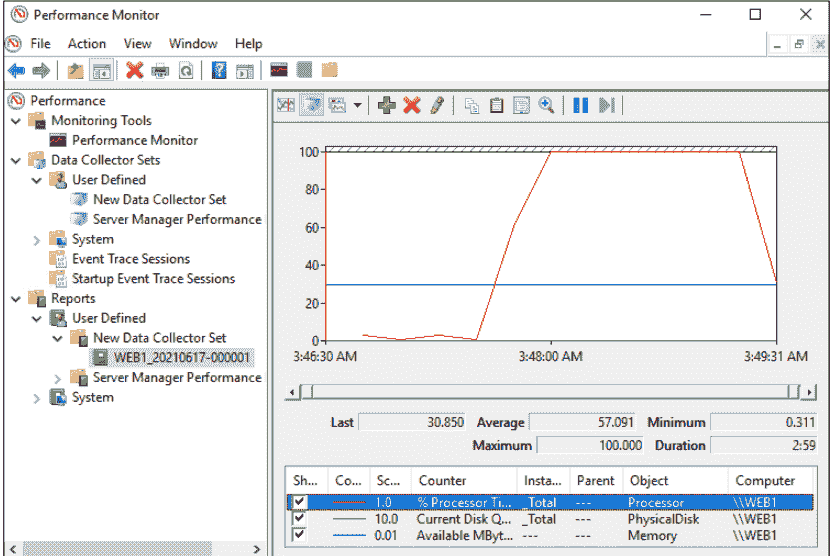 Performance Monitor
File Action View Window Help
Performance
Monitoring Tools
Performance Monitor
Data Collector Sets
User Defined
New Data Collector Set
Server Manager Performance
System
Event Trace Sessions
Startup Event Trace Sessions
Reports
User Defined
New Data Collector Set
WEB1_20210617-000001
Server Manager Performance
System
100
80
60
40
20
0
3:46:30 AM 3:48:00 AM 3:49:31 AM
Last 30.850 Average 57.091 Minimum 0.311
Maximum 100.000 Duration 2:59
Sh... Co... Sc... Counter Insta... Parent Object Computer
1.0 % Processor Ti... _Total --- Processor \\WEB1
10.0 Current Disk Q... _Total --- PhysicalDisk \\WEB1
0.01 Available MByt... --- --- Memory \\WEB1